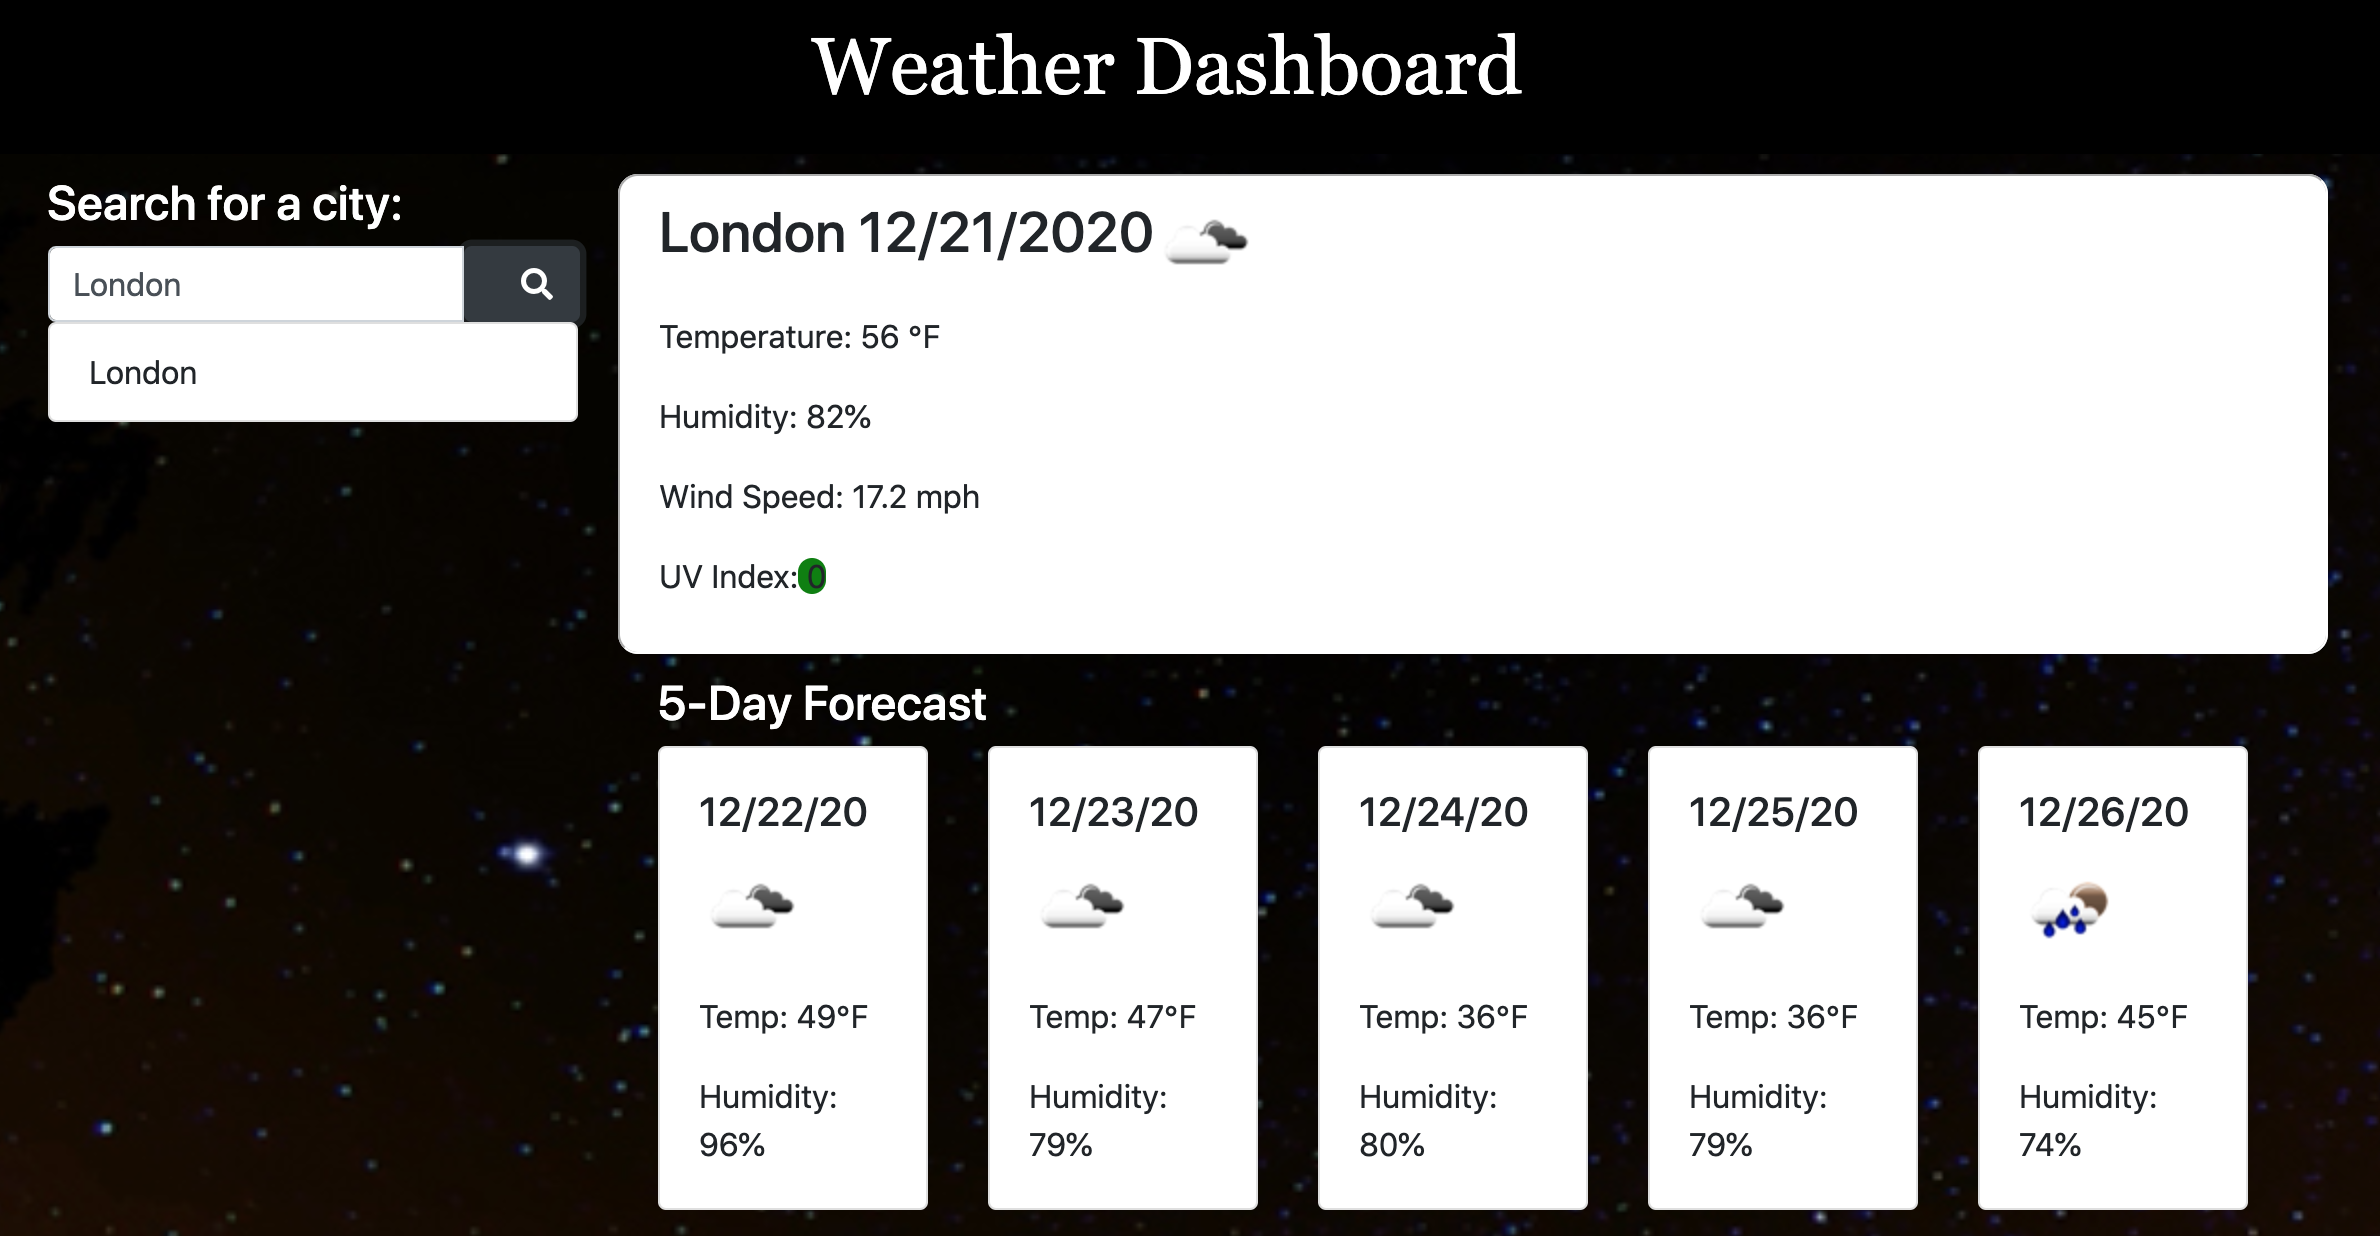 Weather Dashboard
Search for a city:
London
London
London 12/21/2020
Temperature: 56 °F
Humidity: 82%
Wind Speed: 17.2 mph
UV Index: 0
5-Day Forecast
12/22/20
Temp: 49°F
Humidity:
96%
12/23/20
Temp: 47°F
Humidity:
79%
12/24/20
Temp: 36°F
Humidity:
80%
12/25/20
Temp: 36°F
Humidity:
79%
12/26/20
Temp: 45°F
Humidity:
74%